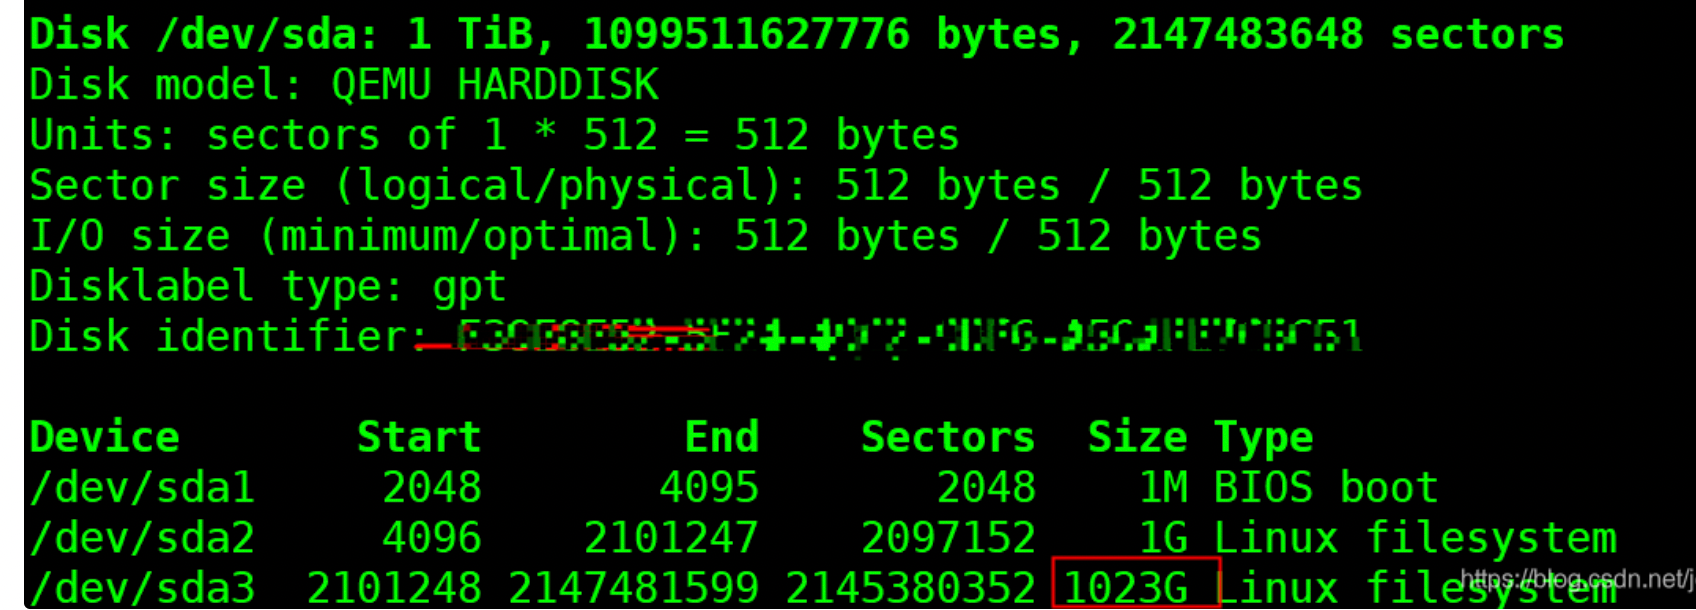 Disk /dev/sda: 1 TiB, 1099511627776 bytes, 2147483648 sectors
Disk model: QEMU HARDDISK
Units: sectors of 1 * 512 = 512 bytes
Sector size (logical/physical): 512 bytes / 512 bytes
I/O size (minimum/optimal): 512 bytes / 512 bytes
Disklabel type: gpt
Disk identifier:
Device Start End Sectors Size Type
/dev/sda1 2048 4095 2048 1M BIOS boot
/dev/sda2 4096 2101247 2097152 1G Linux filesystem
/dev/sda3 2101248 2147481599 2145380352 1023G Linux filesystem
https://blog.csdn.net/j